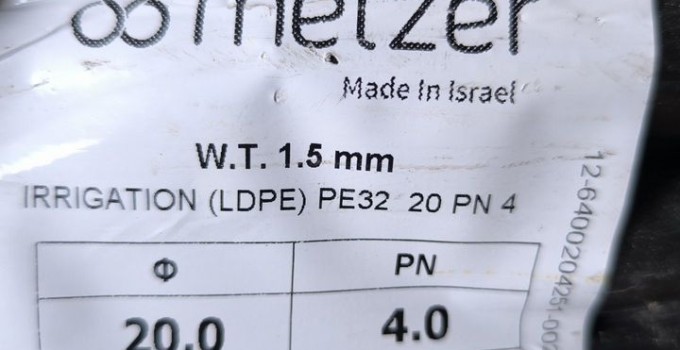 metzer
Made In Israel
W.T. 1.5 mm
IRRIGATION (LDPE) PE32 20 PN 4
Φ PN
20.0 4.0